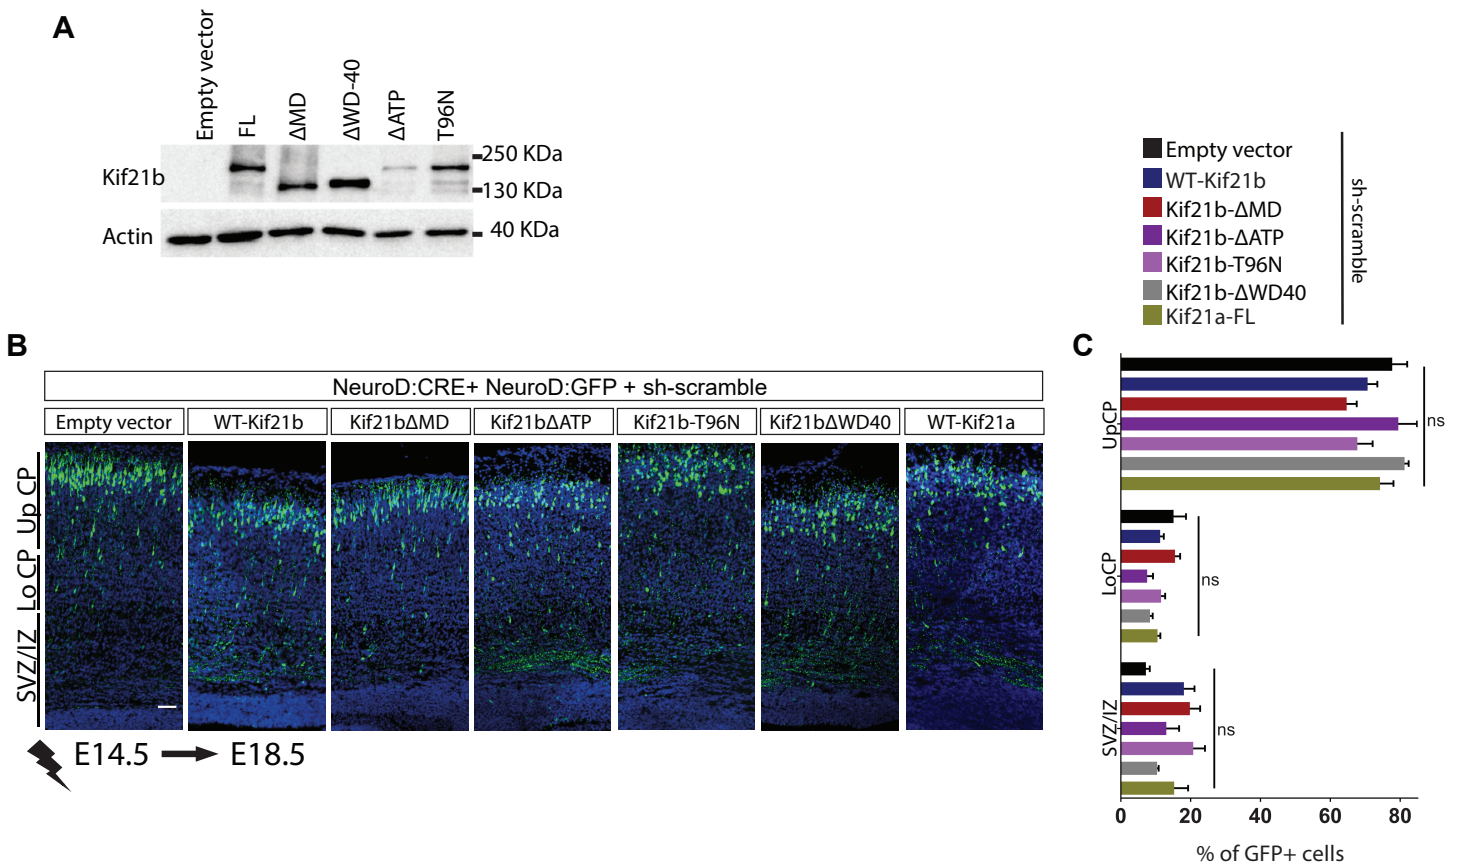 A
Empty vector
FL
ΔMD
ΔWD-40
ΔATP
T96N
Kif21b
250 KDa
130 KDa
Actin
40 KDa
Empty vector
WT-Kif21b
Kif21b-ΔMD
Kif21b-ΔATP
Kif21b-T96N
Kif21b-ΔWD40
Kif21a-FL
sh-scramble
B
NeuroD:CRE+ NeuroD:GFP + sh-scramble
Empty vector
WT-Kif21b
Kif21bΔMD
Kif21bΔATP
Kif21b-T96N
Kif21bΔWD40
WT-Kif21a
Up CP
Lo CP
SVZ/IZ
E14.5
E18.5
C
UpCP
ns
LoCP
ns
SVZ/IZ
ns
0 20 40 60 80
% of GFP+ cells